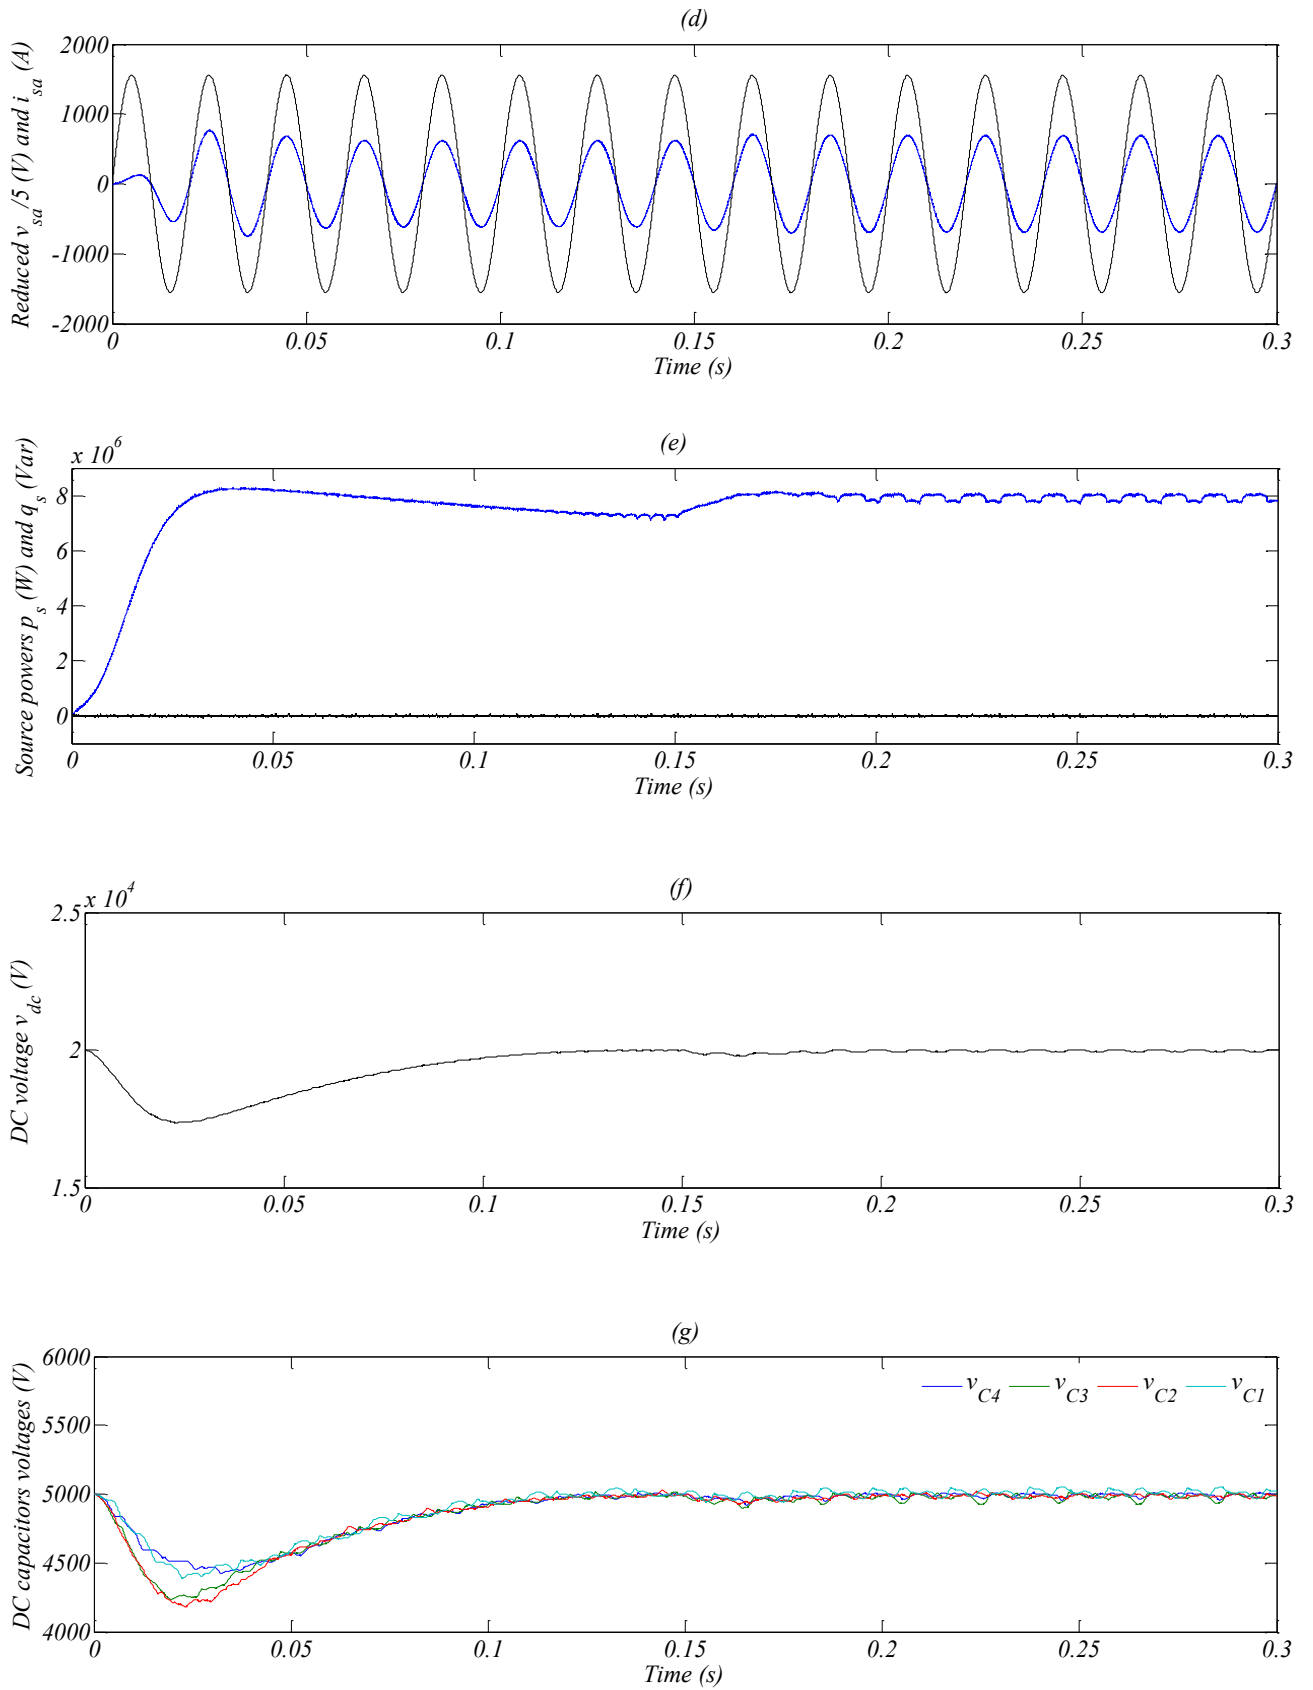 (d)
Reduced v_sa/5 (V) and i_sa (A)
2000
1000
0
-1000
-2000
0 0.05 0.1 0.15 0.2 0.25 0.3
Time (s)
(e)
x 10^6
Source powers p_s (W) and q_s (Var)
8
6
4
2
0
0 0.05 0.1 0.15 0.2 0.25 0.3
Time (s)
(f)
x 10^4
DC voltage v_dc (V)
2.5
2
1.5
0 0.05 0.1 0.15 0.2 0.25 0.3
Time (s)
(g)
DC capacitors voltages (V)
6000
v_C4 v_C3 v_C2 v_C1
5500
5000
4500
4000
0 0.05 0.1 0.15 0.2 0.25 0.3
Time (s)